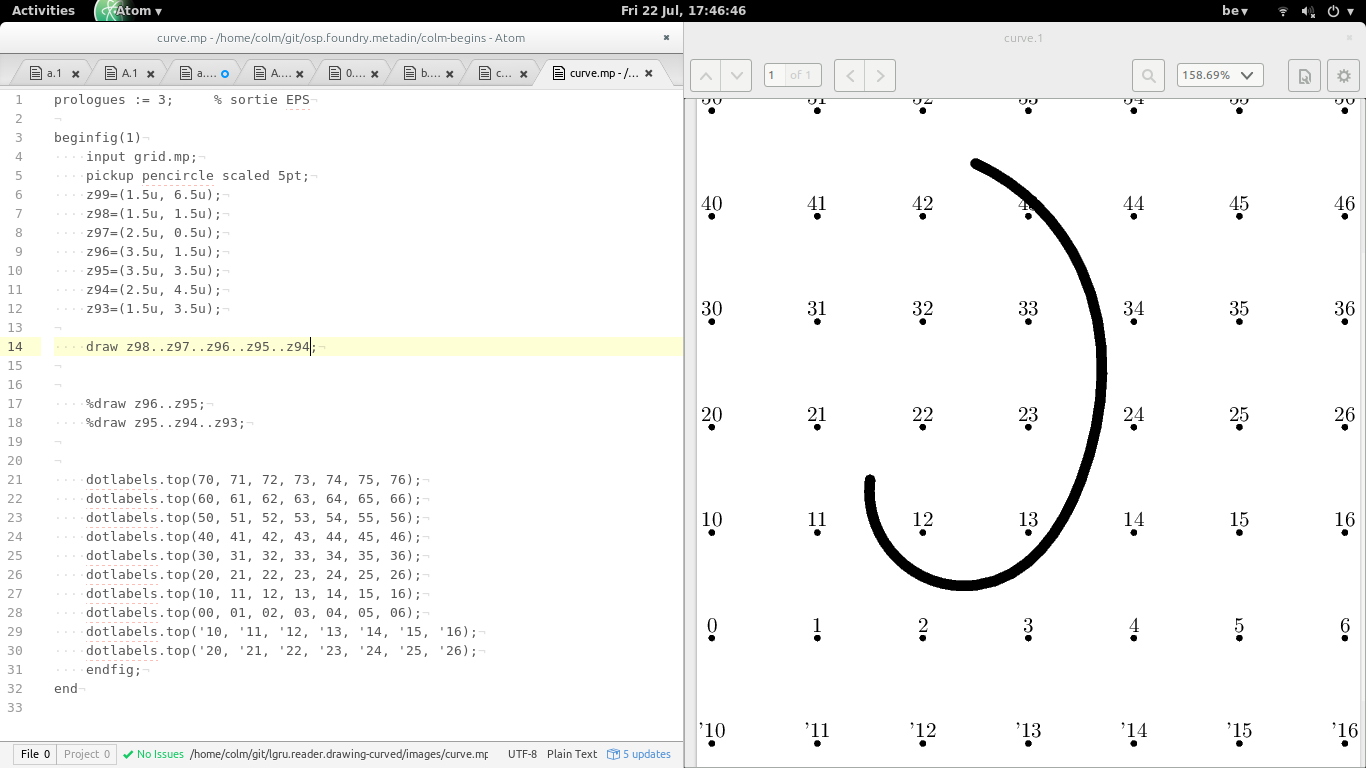 Activities Atom ▾ Fri 22 Jul, 17:46:46 be ▾
curve.mp - /home/colm/git/osp.foundry.metadin/colm-begins - Atom
curve.1
a.1 A.1 a.... A.... 0.... b.... c... curve.mp - /...
1 of 1 158.69%
1 prologues := 3; % sortie EPS
2
3 beginfig(1)
4 input grid.mp;
5 pickup pencircle scaled 5pt;
6 z99=(1.5u, 6.5u);
7 z98=(1.5u, 1.5u);
8 z97=(2.5u, 0.5u);
9 z96=(3.5u, 1.5u);
10 z95=(3.5u, 3.5u);
11 z94=(2.5u, 4.5u);
12 z93=(1.5u, 3.5u);
13
14 draw z98..z97..z96..z95..z94;
15
16
17 %draw z96..z95;
18 %draw z95..z94..z93;
19
20
21 dotlabels.top(70, 71, 72, 73, 74, 75, 76);
22 dotlabels.top(60, 61, 62, 63, 64, 65, 66);
23 dotlabels.top(50, 51, 52, 53, 54, 55, 56);
24 dotlabels.top(40, 41, 42, 43, 44, 45, 46);
25 dotlabels.top(30, 31, 32, 33, 34, 35, 36);
26 dotlabels.top(20, 21, 22, 23, 24, 25, 26);
27 dotlabels.top(10, 11, 12, 13, 14, 15, 16);
28 dotlabels.top(00, 01, 02, 03, 04, 05, 06);
29 dotlabels.top('10, '11, '12, '13, '14, '15, '16);
30 dotlabels.top('20, '21, '22, '23, '24, '25, '26);
31 endfig;
32 end
33
File 0 Project 0 No Issues /home/colm/git/lgru.reader.drawing-curved/images/curve.mp UTF-8 Plain Text 5 updates
50 51 52 53 54 55 56
40 41 42 43 44 45 46
30 31 32 33 34 35 36
20 21 22 23 24 25 26
10 11 12 13 14 15 16
0 1 2 3 4 5 6
’10 ’11 ’12 ’13 ’14 ’15 ’16